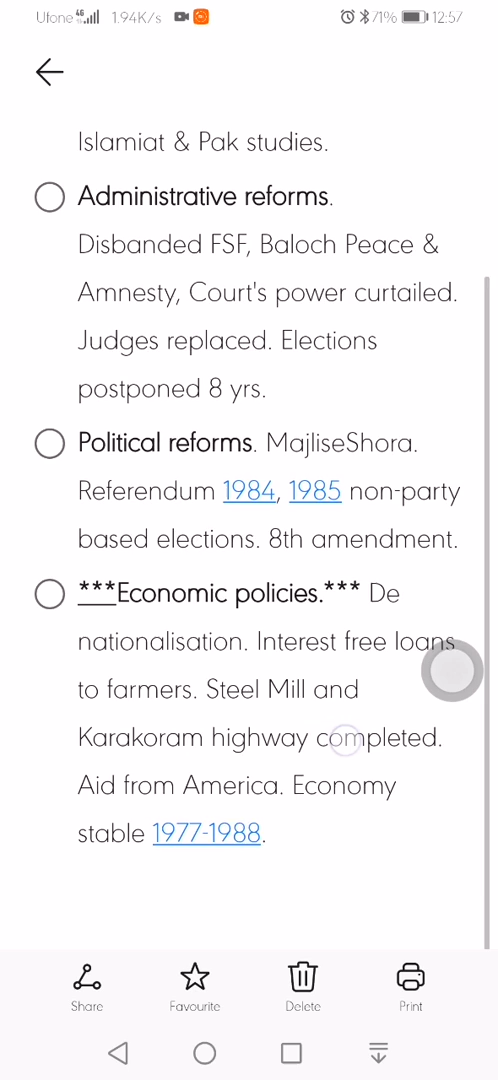 Ufone 4G 1.94K/s 71% 12:57
Islamiat & Pak studies.
Administrative reforms.
Disbanded FSF, Baloch Peace &
Amnesty, Court's power curtailed.
Judges replaced. Elections
postponed 8 yrs.
Political reforms. MajliseShora.
Referendum 1984, 1985 non-party
based elections. 8th amendment.
***Economic policies.*** De
nationalisation. Interest free loans
to farmers. Steel Mill and
Karakoram highway completed.
Aid from America. Economy
stable 1977-1988.
Share Favourite Delete Print